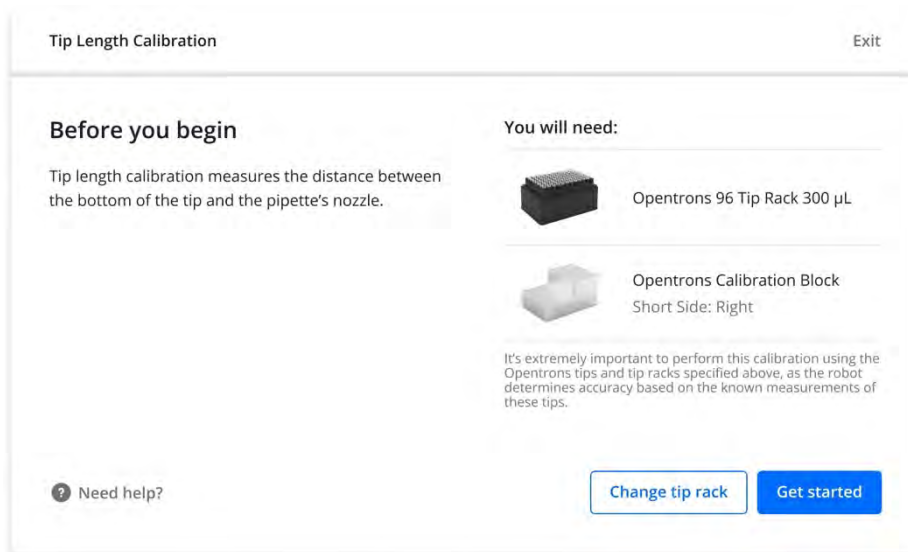 Tip Length Calibration
Exit
Before you begin
Tip length calibration measures the distance between
the bottom of the tip and the pipette's nozzle.
You will need:
Opentrons 96 Tip Rack 300 µL
Opentrons Calibration Block
Short Side: Right
It's extremely important to perform this calibration using the
Opentrons tips and tip racks specified above, as the robot
determines accuracy based on the known measurements of
these tips.
? Need help?
Change tip rack
Get started